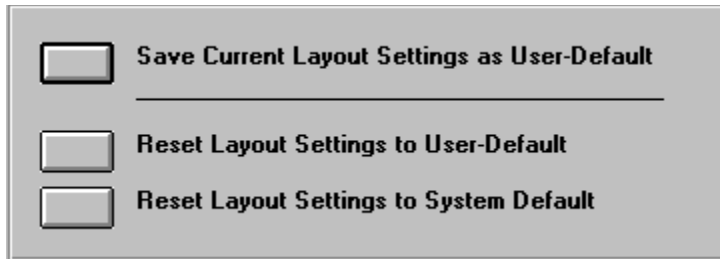 Save Current Layout Settings as User-Default
Reset Layout Settings to User-Default
Reset Layout Settings to System Default